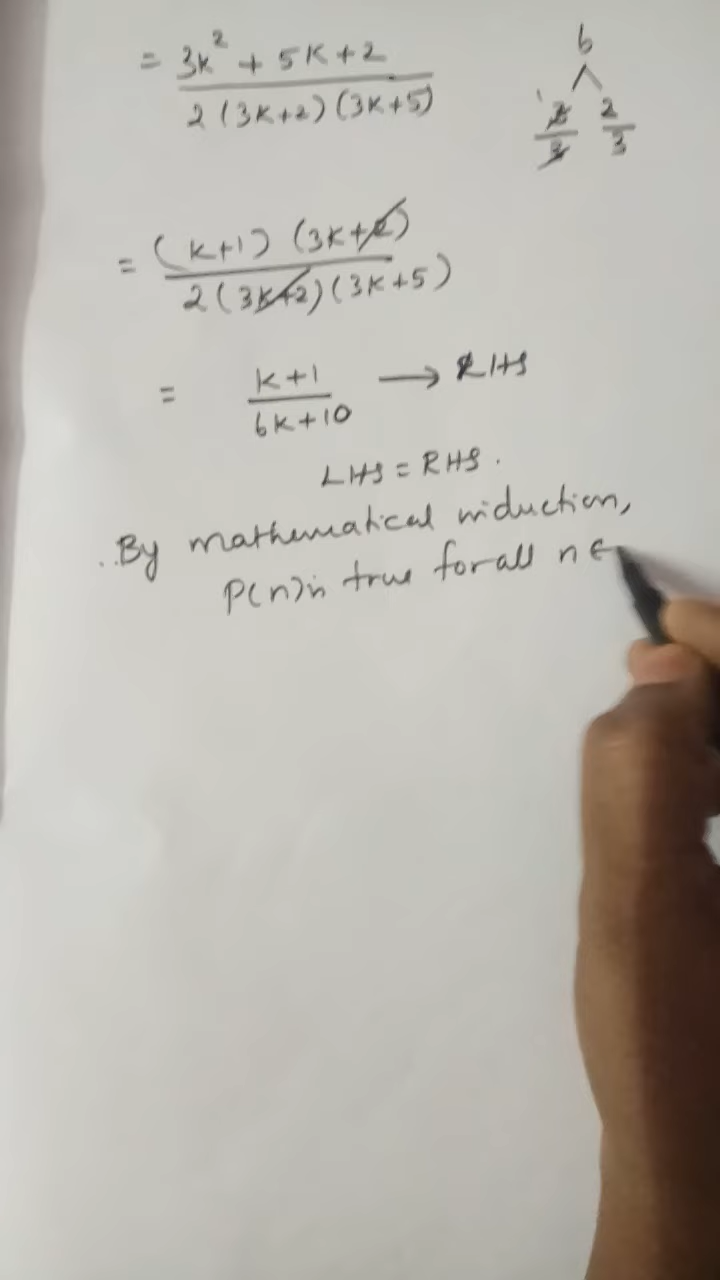 = 3k² + 5k + 2
2 (3k+2) (3k+5)
6
3 2
3 3
= (k+1) (3k+2)
2 (3k+2) (3k+5)
= k+1 → RHS
6k+10
LHS = RHS.
∴ By mathematical induction,
P(n) is true for all n ∈